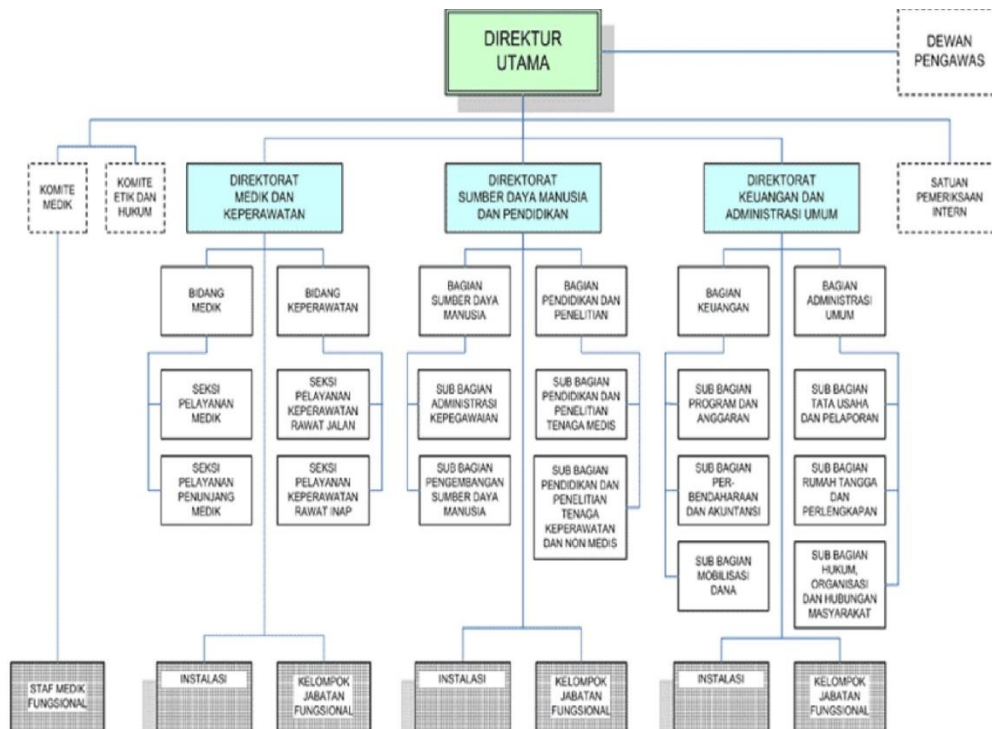 DIREKTUR
UTAMA
DEWAN
PENGAWAS
KOMITE
MEDIK
KOMITE
ETIK DAN
HUKUM
DIREKTORAT
MEDIK DAN
KEPERAWATAN
DIREKTORAT
SUMBER DAYA MANUSIA
DAN PENDIDIKAN
DIREKTORAT
KEUANGAN DAN
ADMINISTRASI UMUM
SATUAN
PEMERIKSAAN
INTERN
BIDANG
MEDIK
BIDANG
KEPERAWATAN
BAGIAN
SUMBER DAYA
MANUSIA
BAGIAN
PENDIDIKAN DAN
PENELITIAN
BAGIAN
KEUANGAN
BAGIAN
ADMINISTRASI
UMUM
SEKSI
PELAYANAN
MEDIK
SEKSI
PELAYANAN
KEPERAWATAN
RAWAT JALAN
SUB BAGIAN
ADMINISTRASI
KEPEGAWAIAN
SUB BAGIAN
PENDIDIKAN DAN
PENELITIAN
TENAGA MEDIS
SUB BAGIAN
PROGRAM DAN
ANGGARAN
SUB BAGIAN
TATA USAHA
DAN PELAPORAN
SEKSI
PELAYANAN
PENUNJANG
MEDIK
SEKSI
PELAYANAN
KEPERAWATAN
RAWAT INAP
SUB BAGIAN
PENGEMBANGAN
SUMBER DAYA
MANUSIA
SUB BAGIAN
PENDIDIKAN DAN
PENELITIAN
TENAGA
KEPERAWATAN
DAN NON MEDIS
SUB BAGIAN
PER-
BENDAHARAAN
DAN AKUNTANSI
SUB BAGIAN
RUMAH TANGGA
DAN
PERLENGKAPAN
SUB BAGIAN
MOBILISASI
DANA
SUB BAGIAN
HUKUM,
ORGANISASI
DAN HUBUNGAN
MASYARAKAT
STAF MEDIK
FUNGSIONAL
INSTALASI
KELOMPOK
JABATAN
FUNGSIONAL
INSTALASI
KELOMPOK
JABATAN
FUNGSIONAL
INSTALASI
KELOMPOK
JABATAN
FUNGSIONAL